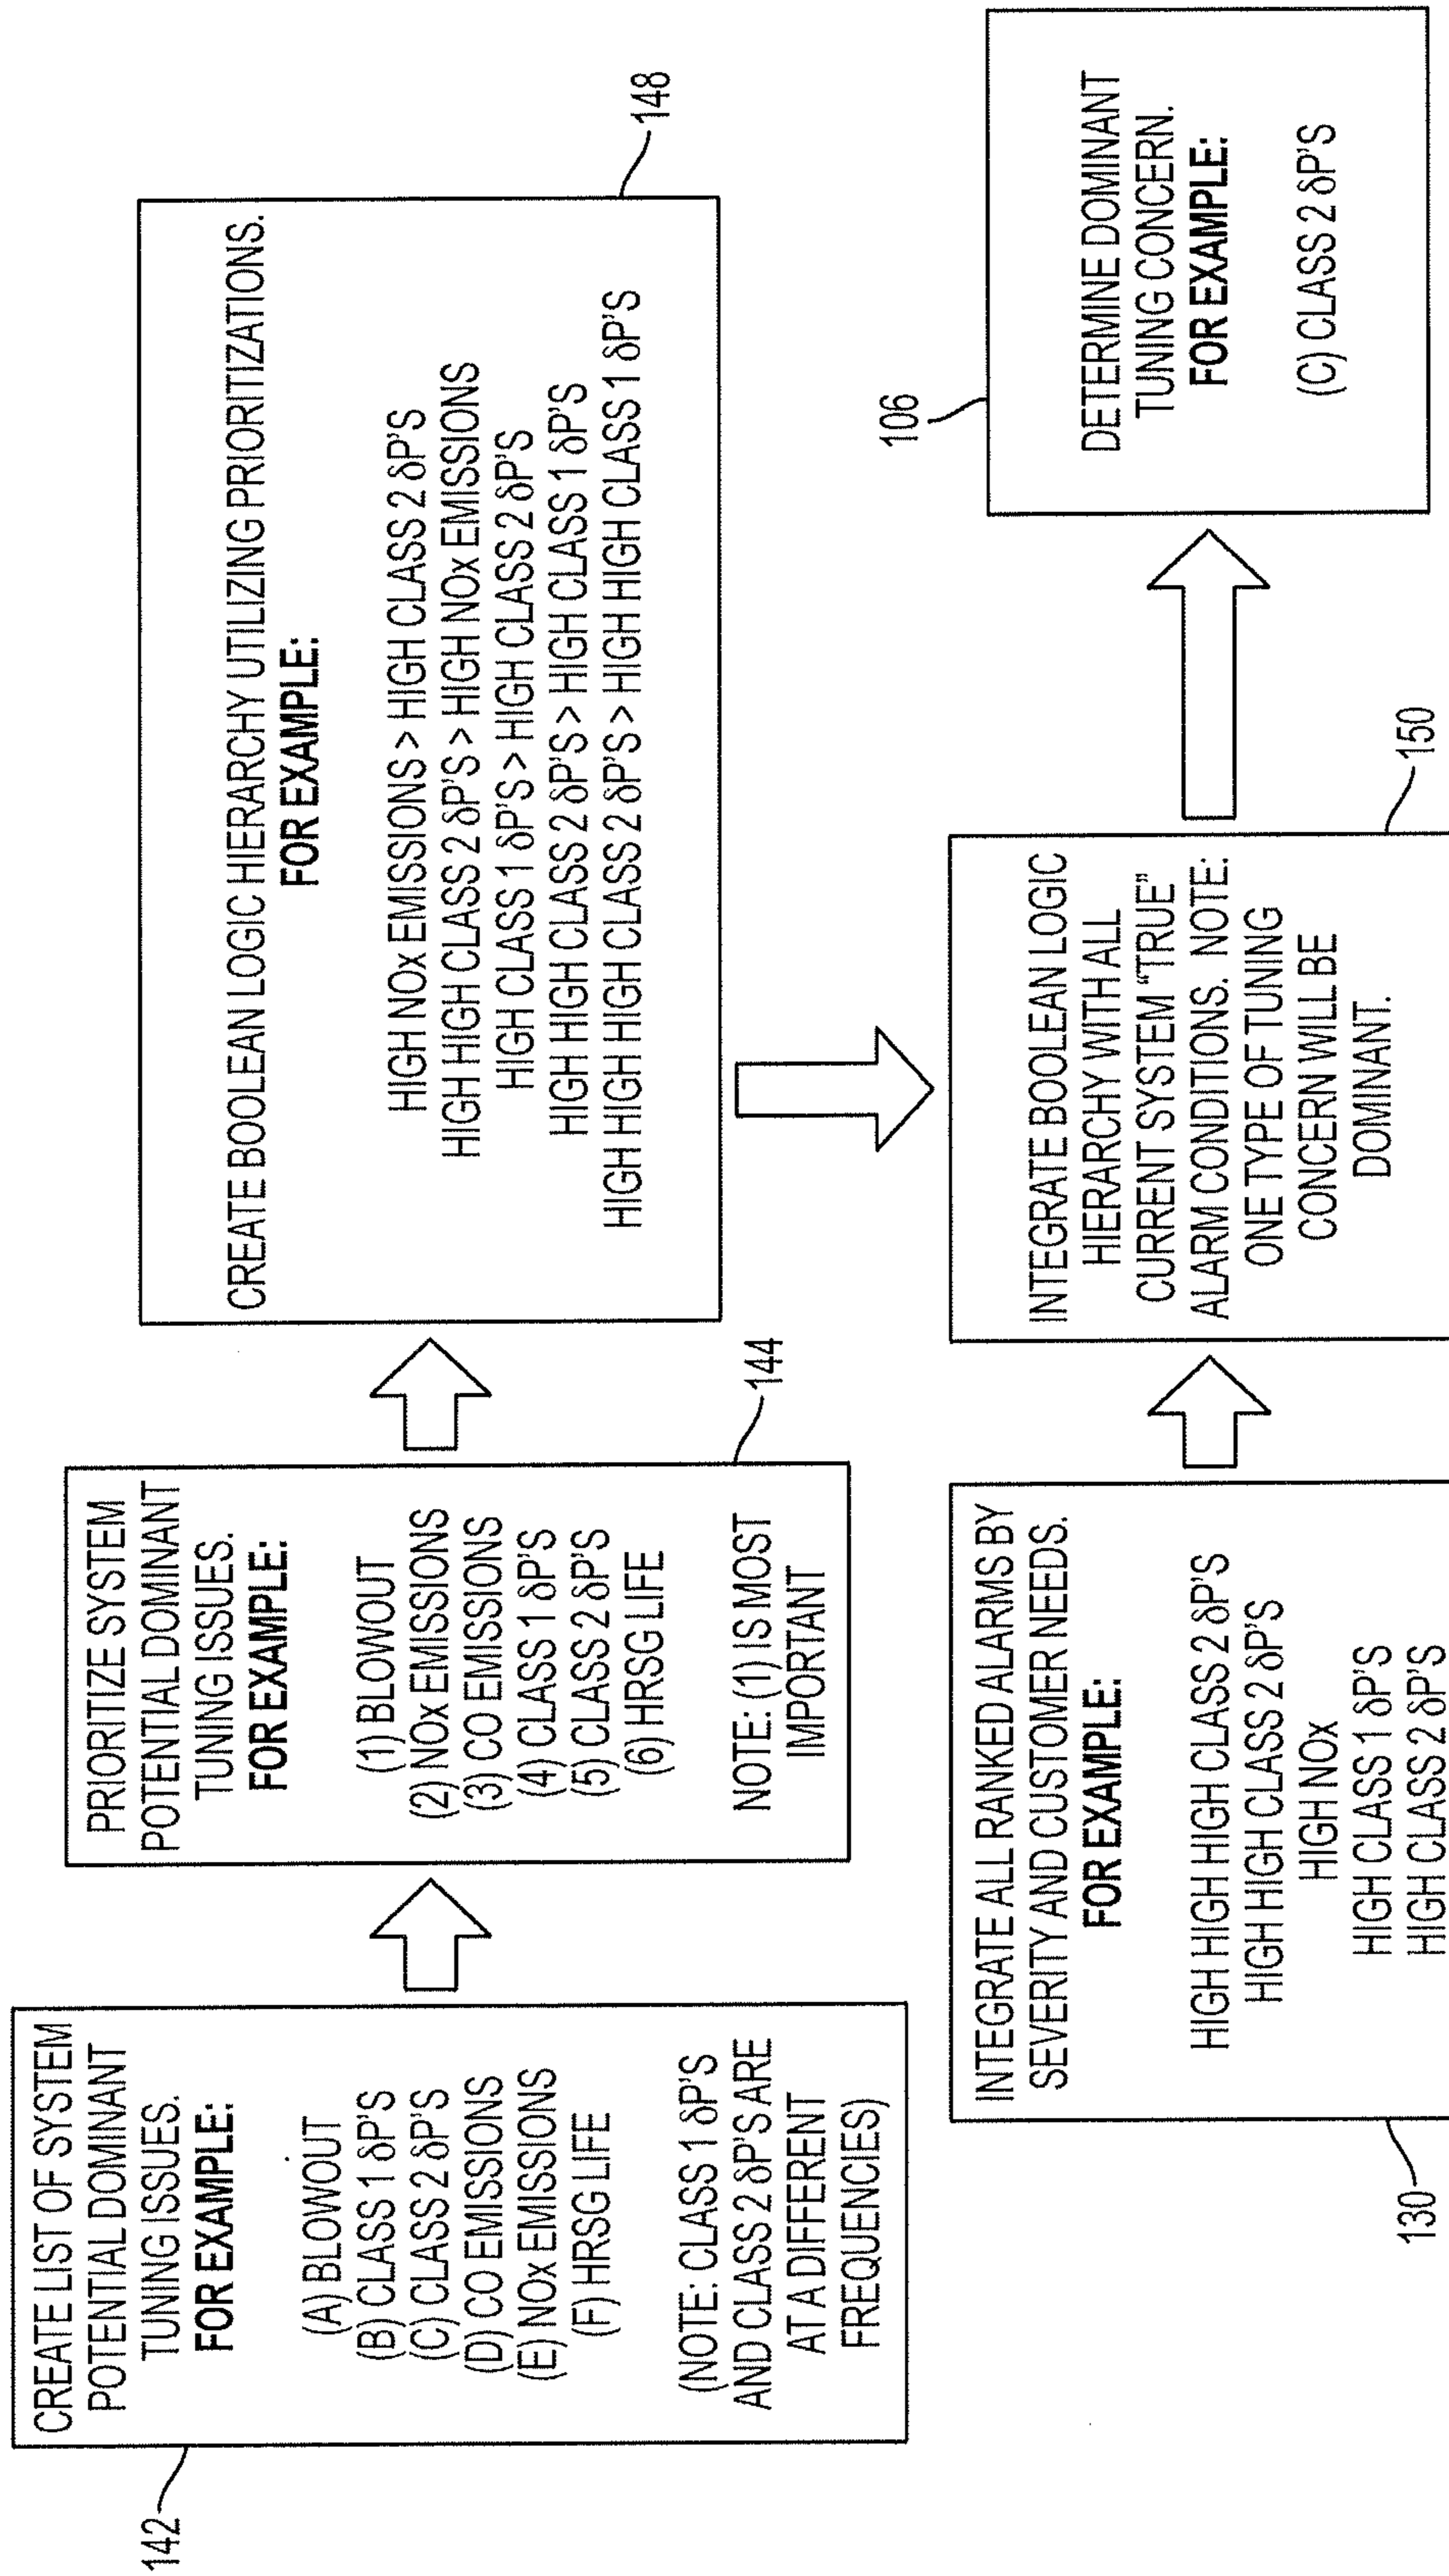 CREATE LIST OF SYSTEM
POTENTIAL DOMINANT
TUNING ISSUES.
FOR EXAMPLE:
(A) BLOWOUT
(B) CLASS 1 δP'S
(C) CLASS 2 δP'S
(D) CO EMISSIONS
(E) NOx EMISSIONS
(F) HRSG LIFE
(NOTE: CLASS 1 δP'S
AND CLASS 2 δP'S ARE
AT A DIFFERENT
FREQUENCIES)
142
PRIORITIZE SYSTEM
POTENTIAL DOMINANT
TUNING ISSUES.
FOR EXAMPLE:
(1) BLOWOUT
(2) NOx EMISSIONS
(3) CO EMISSIONS
(4) CLASS 1 δP'S
(5) CLASS 2 δP'S
(6) HRSG LIFE
NOTE: (1) IS MOST
IMPORTANT
144
CREATE BOOLEAN LOGIC HIERARCHY UTILIZING PRIORITIZATIONS.
FOR EXAMPLE:
HIGH NOx EMISSIONS > HIGH CLASS 2 δP'S
HIGH HIGH CLASS 2 δP'S > HIGH NOx EMISSIONS
HIGH CLASS 1 δP'S > HIGH CLASS 2 δP'S
HIGH HIGH CLASS 2 δP'S > HIGH CLASS 1 δP'S
HIGH HIGH HIGH CLASS 2 δP'S > HIGH HIGH CLASS 1 δP'S
148
INTEGRATE ALL RANKED ALARMS BY
SEVERITY AND CUSTOMER NEEDS.
FOR EXAMPLE:
HIGH HIGH HIGH CLASS 2 δP'S
HIGH HIGH CLASS 2 δP'S
HIGH NOx
HIGH CLASS 1 δP'S
HIGH CLASS 2 δP'S
130
INTEGRATE BOOLEAN LOGIC
HIERARCHY WITH ALL
CURRENT SYSTEM "TRUE"
ALARM CONDITIONS. NOTE:
ONE TYPE OF TUNING
CONCERN WILL BE
DOMINANT.
150
106
DETERMINE DOMINANT
TUNING CONCERN.
FOR EXAMPLE:
(C) CLASS 2 δP'S